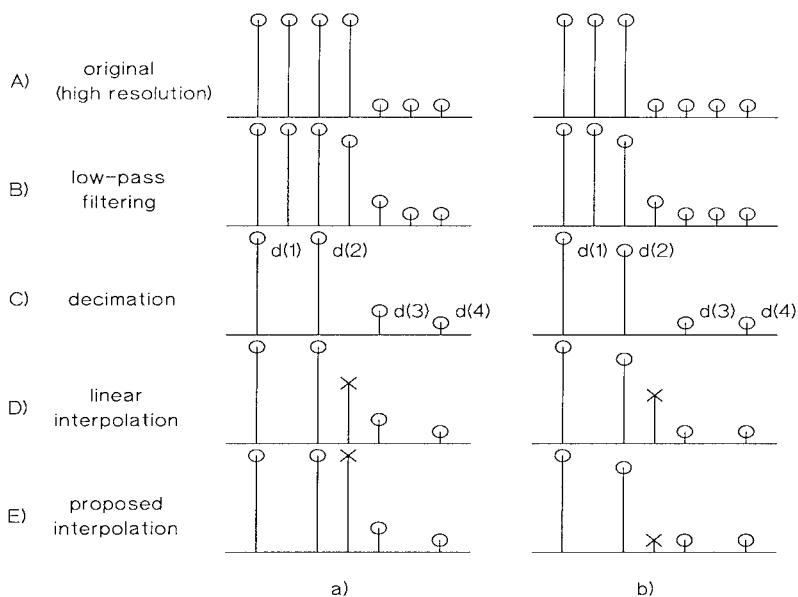 A) original
(high resolution)
B) low-pass
filtering
d(1) d(2) d(1) d(2)
C) decimation d(3) d(4) d(3) d(4)
D) linear
interpolation
E) proposed
interpolation
a) b)